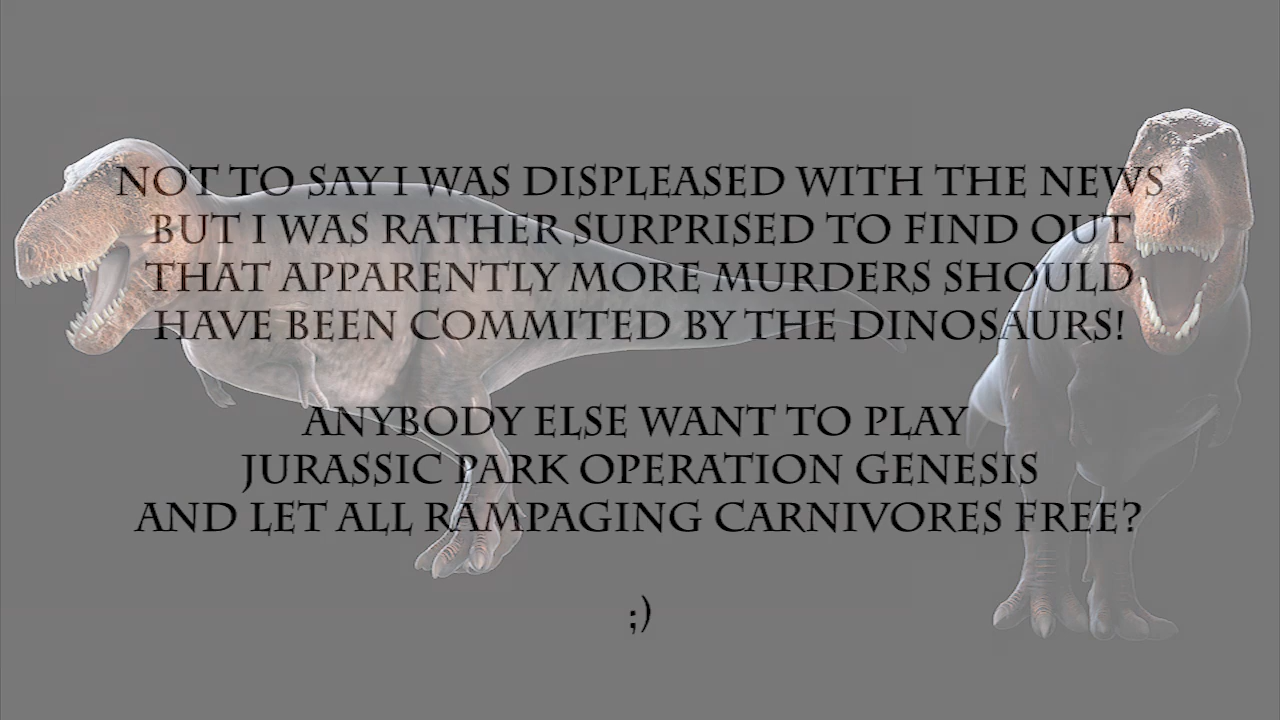 NOT TO SAY I WAS DISPLEASED WITH THE NEWS
BUT I WAS RATHER SURPRISED TO FIND OUT
THAT APPARENTLY MORE MURDERS SHOULD
HAVE BEEN COMMITED BY THE DINOSAURS!
ANYBODY ELSE WANT TO PLAY
JURASSIC PARK OPERATION GENESIS
AND LET ALL RAMPAGING CARNIVORES FREE?
;)